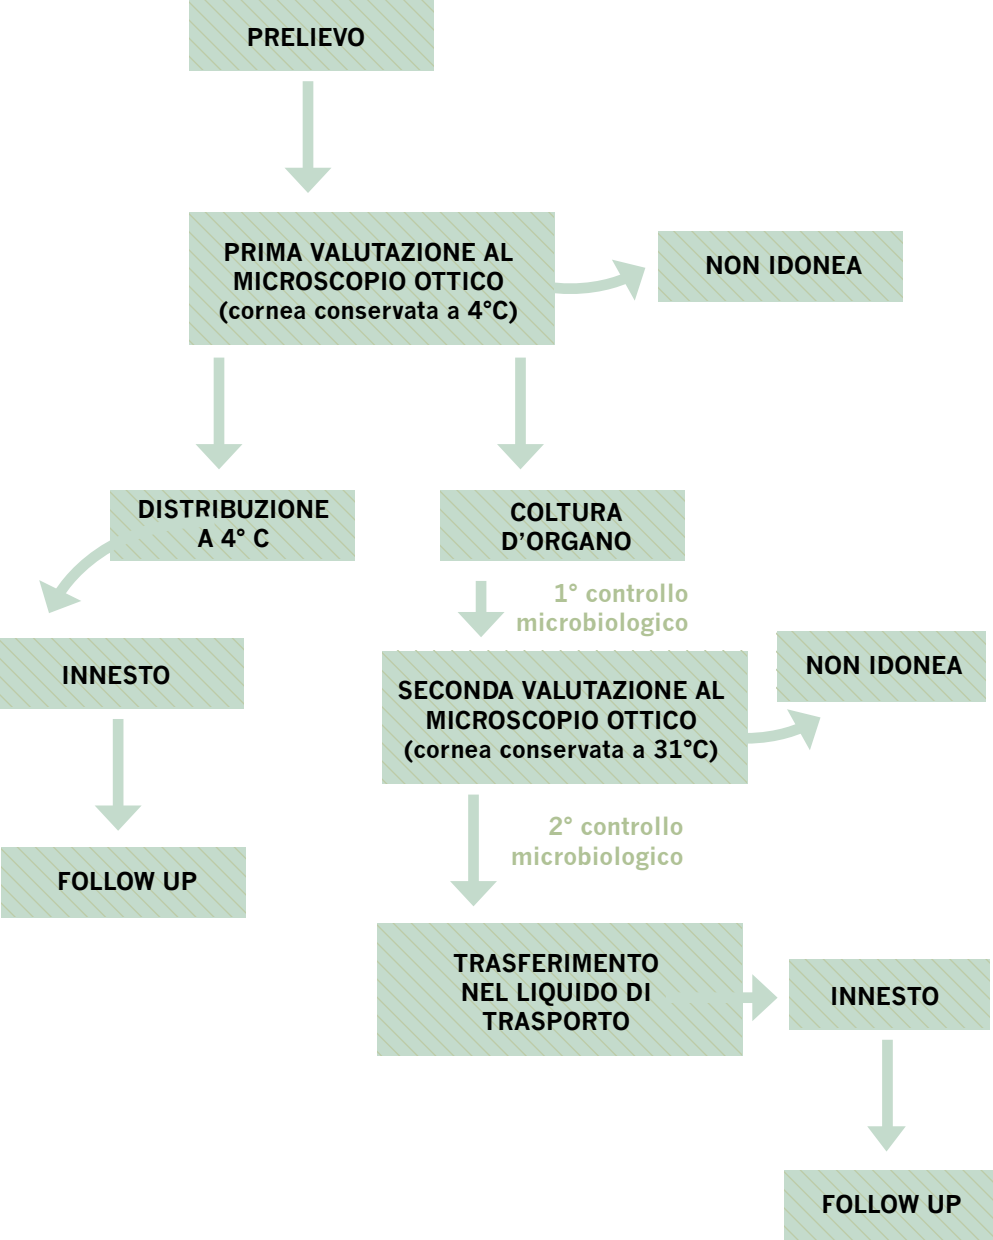 PRELIEVO
PRIMA VALUTAZIONE AL
MICROSCOPIO OTTICO
(cornea conservata a 4°C)
NON IDONEA
DISTRIBUZIONE
A 4° C
COLTURA
D’ORGANO
1° controllo
microbiologico
INNESTO
SECONDA VALUTAZIONE AL
MICROSCOPIO OTTICO
(cornea conservata a 31°C)
NON IDONEA
FOLLOW UP
2° controllo
microbiologico
TRASFERIMENTO
NEL LIQUIDO DI
TRASPORTO
INNESTO
FOLLOW UP